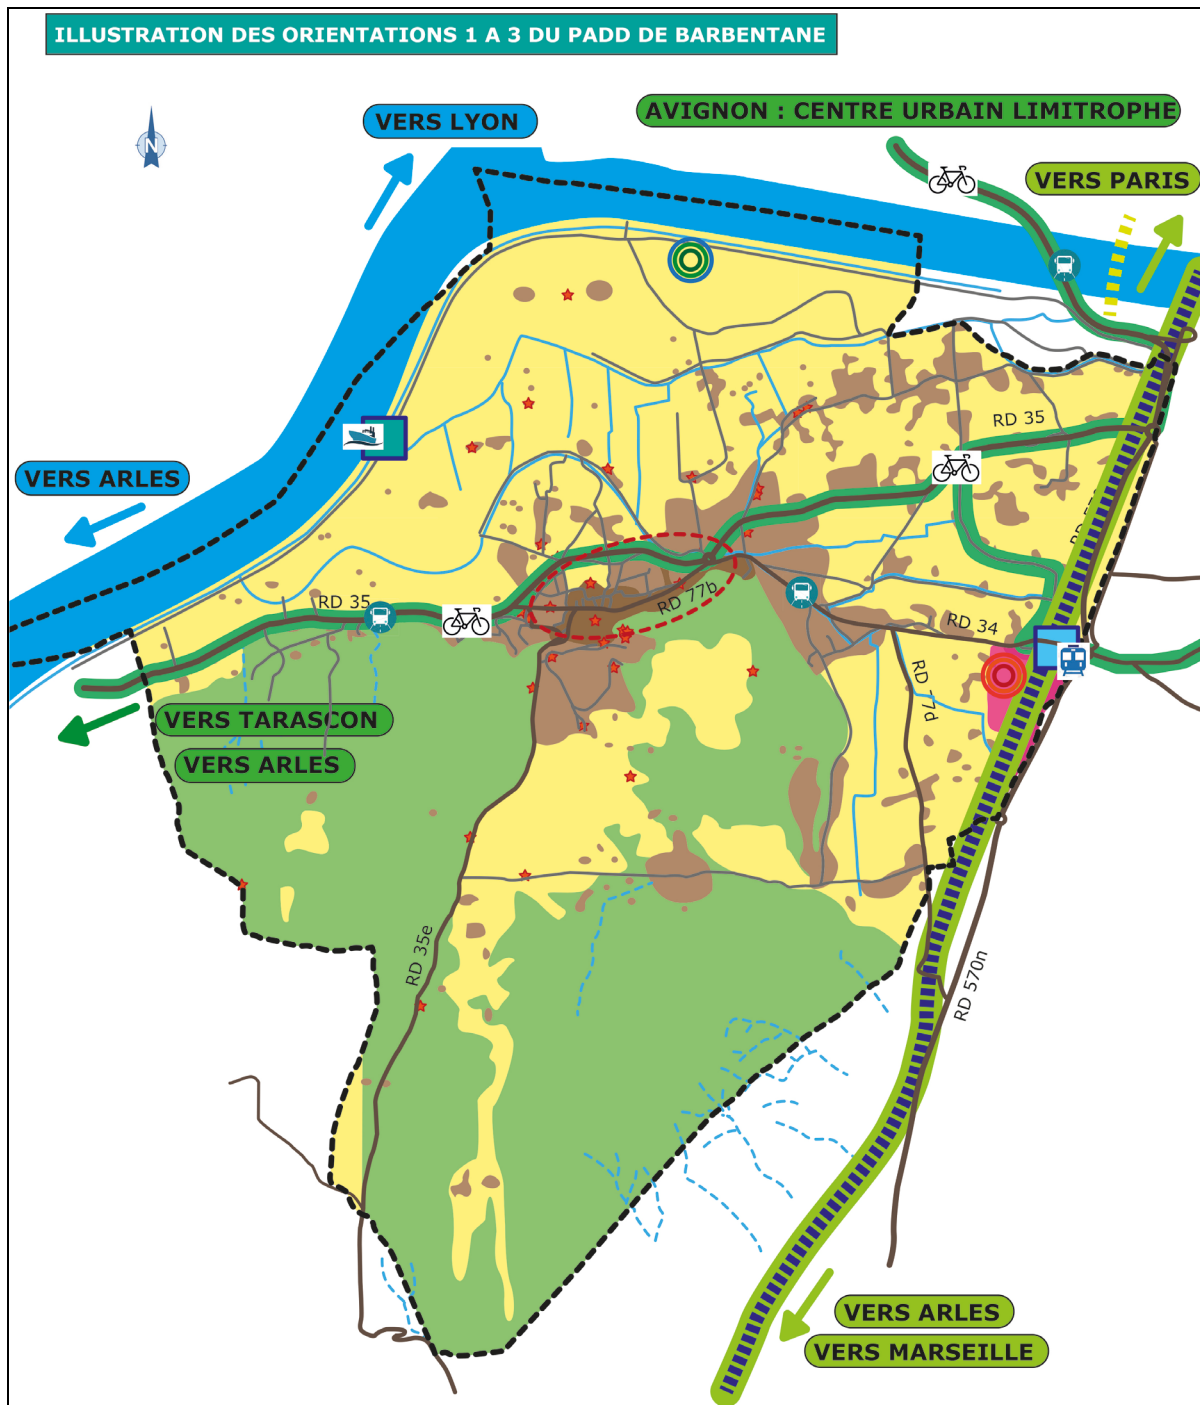 ILLUSTRATION DES ORIENTATIONS 1 A 3 DU PADD DE BARBENTANE
AVIGNON : CENTRE URBAIN LIMITROPHE
VERS LYON
N
VERS PARIS
RD 35
VERS ARLES
RD 35
RD 77b
RD 34
RD 77d
VERS TARASCON
VERS ARLES
RD 35e
RD 570n
VERS ARLES
VERS MARSEILLE